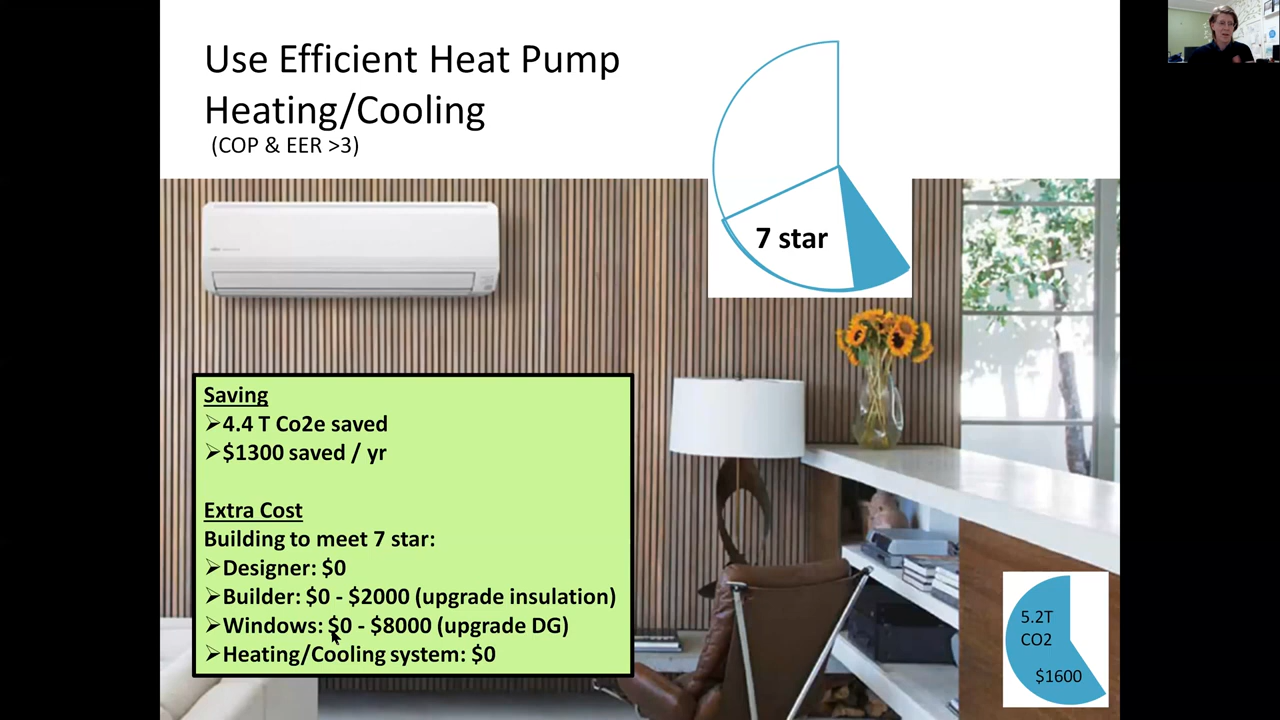 Use Efficient Heat Pump
Heating/Cooling
(COP & EER >3)
7 star
Saving
➢4.4 T Co2e saved
➢$1300 saved / yr
Extra Cost
Building to meet 7 star:
➢Designer: $0
➢Builder: $0 - $2000 (upgrade insulation)
➢Windows: $0 - $8000 (upgrade DG)
➢Heating/Cooling system: $0
5.2T
CO2
$1600